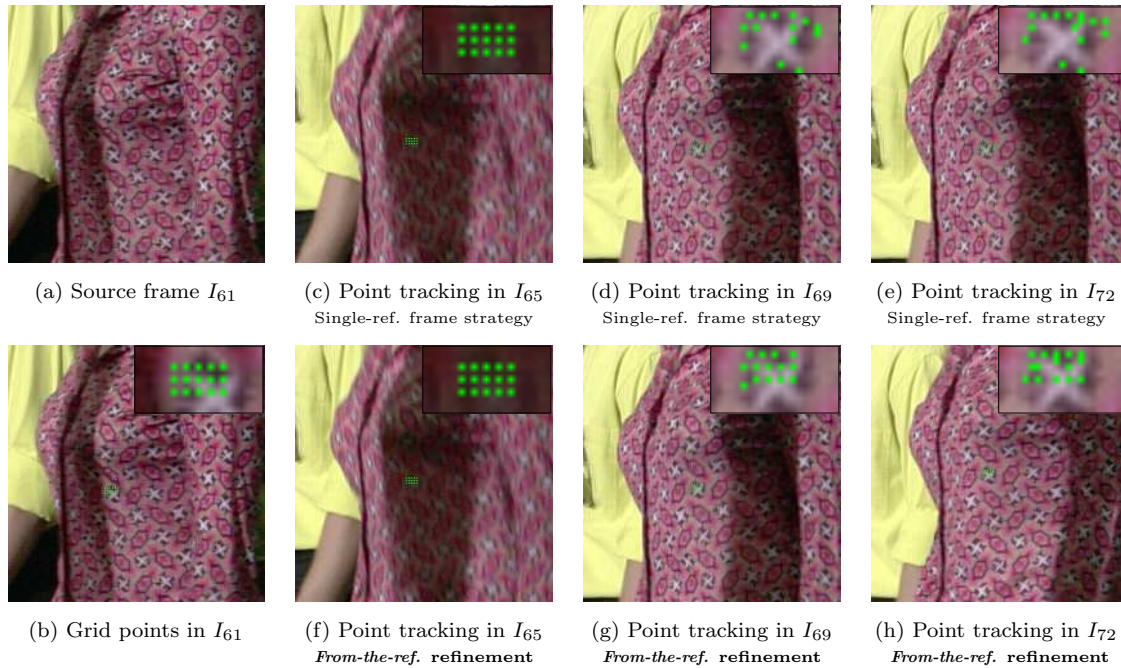 (a) Source frame I61
(c) Point tracking in I65
Single-ref. frame strategy
(d) Point tracking in I69
Single-ref. frame strategy
(e) Point tracking in I72
Single-ref. frame strategy
(b) Grid points in I61
(f) Point tracking in I65
From-the-ref. refinement
(g) Point tracking in I69
From-the-ref. refinement
(h) Point tracking in I72
From-the-ref. refinement